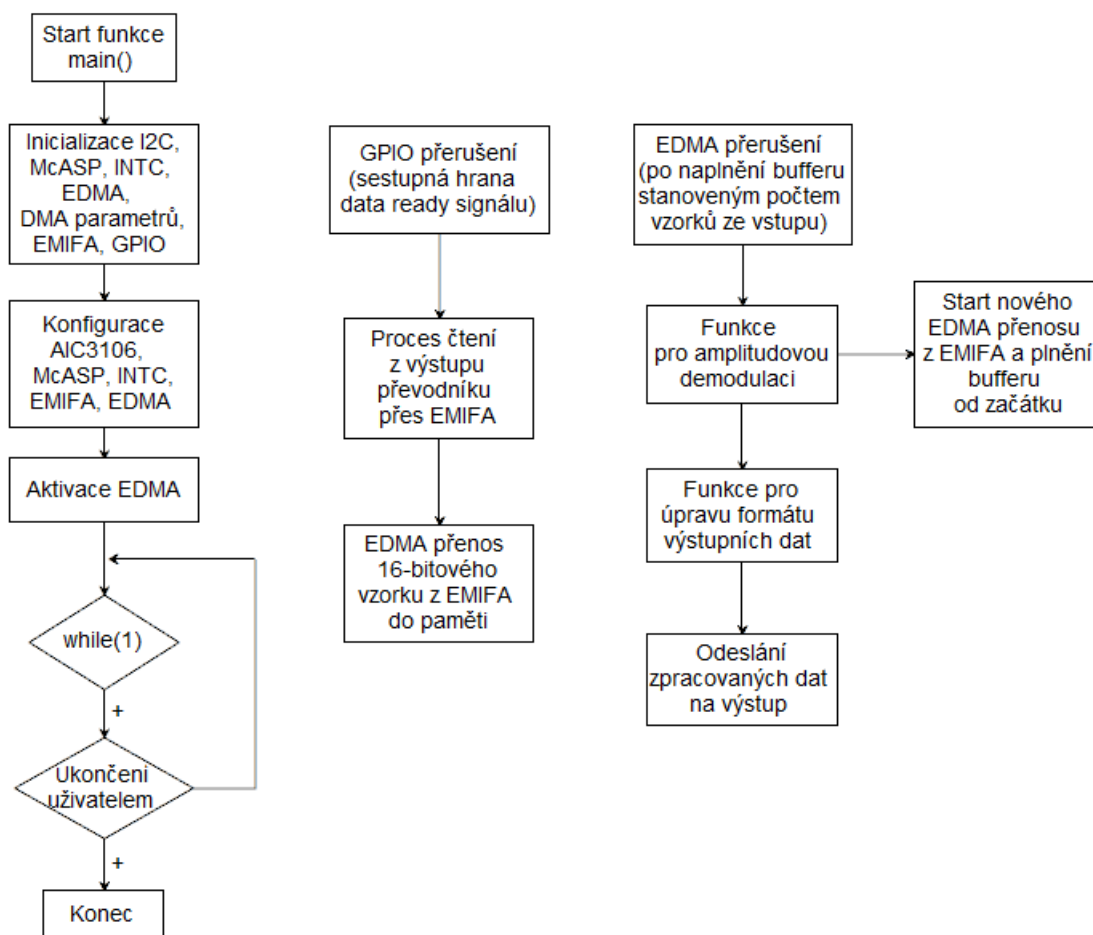 Start funkce
main()
Inicializace I2C,
McASP, INTC,
EDMA,
DMA parametrů,
EMIFA, GPIO
Konfigurace
AIC3106,
McASP, INTC,
EMIFA, EDMA
Aktivace EDMA
while(1)
+
Ukončeni
uživatelem
+
Konec
GPIO přerušení
(sestupná hrana
data ready signálu)
Proces čtení
z výstupu
převodníku
přes EMIFA
EDMA přenos
16-bitového
vzorku z EMIFA
do paměti
EDMA přerušení
(po naplnění bufferu
stanoveným počtem
vzorků ze vstupu)
Funkce
pro amplitudovou
demodulaci
Start nového
EDMA přenosu
z EMIFA a plnění
bufferu
od začátku
Funkce pro
úpravu formátu
výstupních dat
Odeslání
zpracovaných dat
na výstup